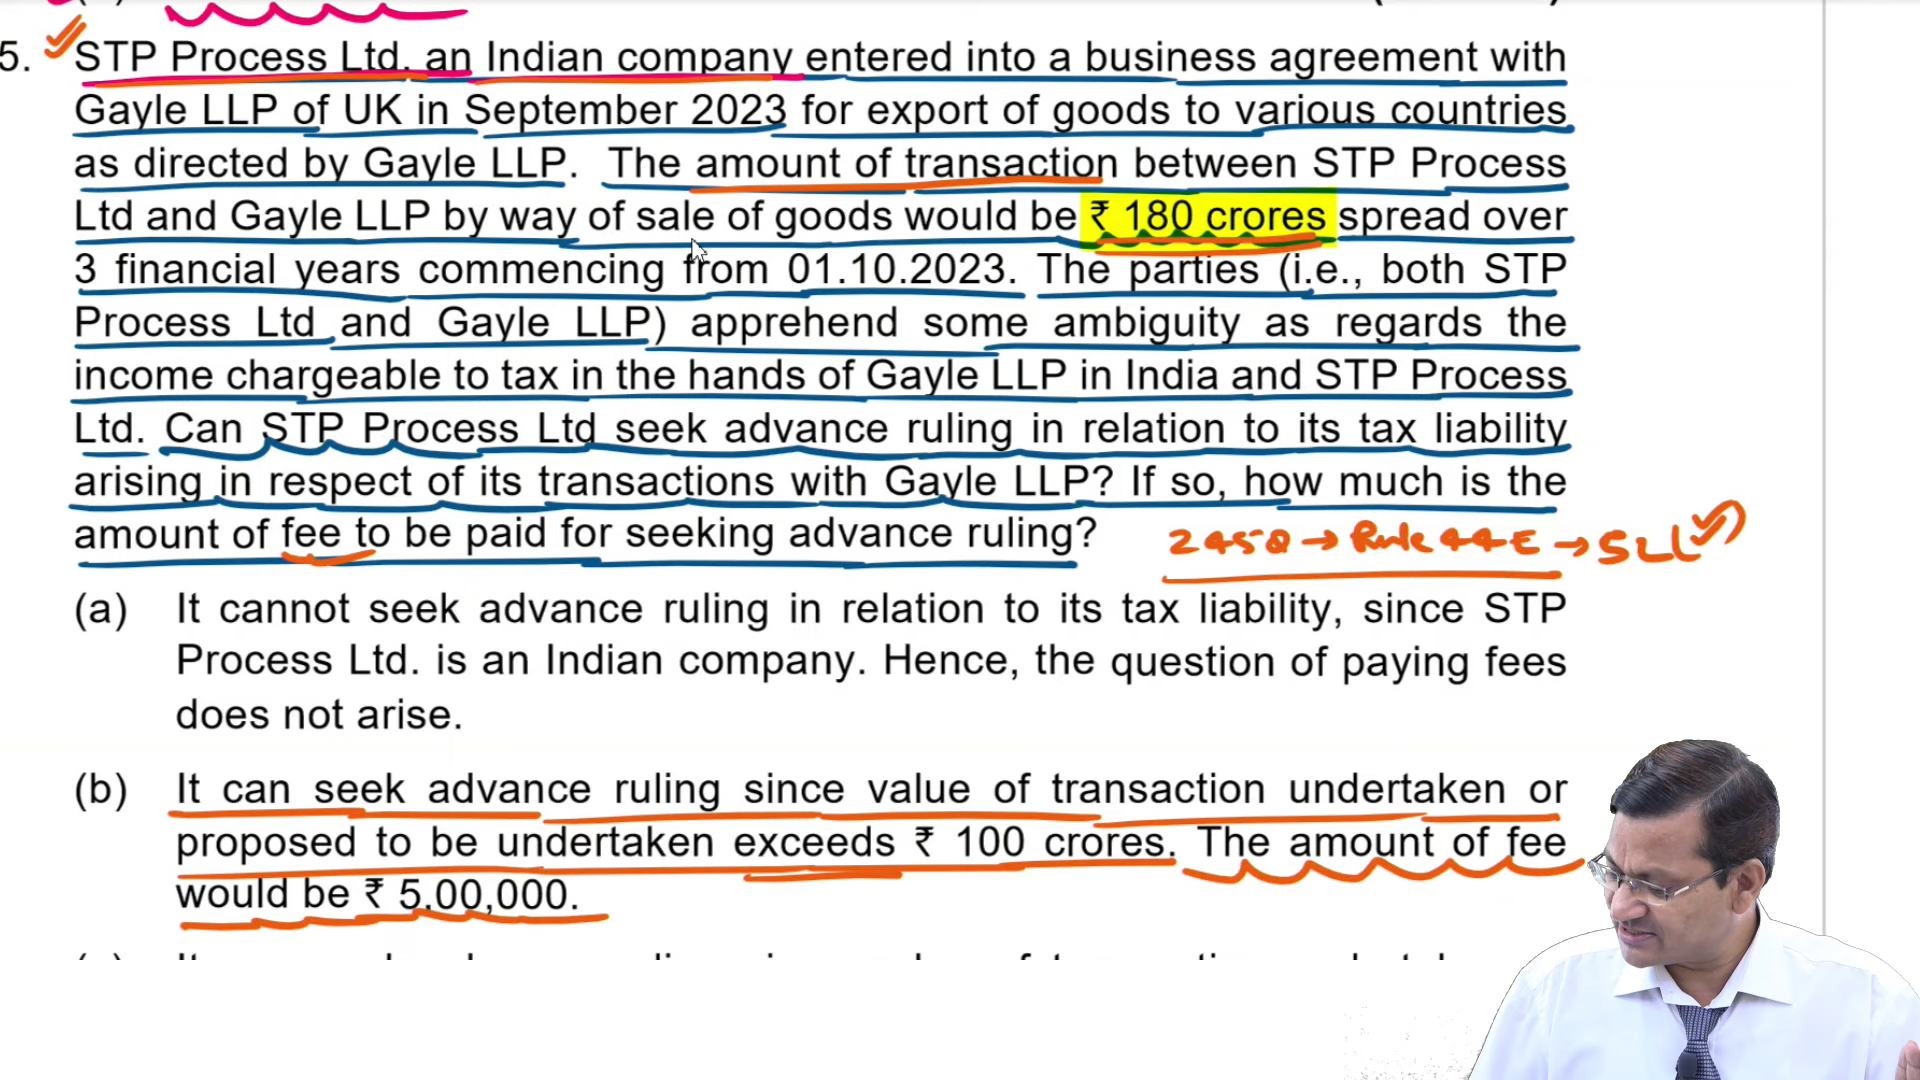 5. STP Process Ltd. an Indian company entered into a business agreement with
Gayle LLP of UK in September 2023 for export of goods to various countries
as directed by Gayle LLP. The amount of transaction between STP Process
Ltd and Gayle LLP by way of sale of goods would be ₹ 180 crores spread over
3 financial years commencing from 01.10.2023. The parties (i.e., both STP
Process Ltd and Gayle LLP) apprehend some ambiguity as regards the
income chargeable to tax in the hands of Gayle LLP in India and STP Process
Ltd. Can STP Process Ltd seek advance ruling in relation to its tax liability
arising in respect of its transactions with Gayle LLP? If so, how much is the
amount of fee to be paid for seeking advance ruling?
245Q → Rule 44E → 5L
(a) It cannot seek advance ruling in relation to its tax liability, since STP
Process Ltd. is an Indian company. Hence, the question of paying fees
does not arise.
(b) It can seek advance ruling since value of transaction undertaken or
proposed to be undertaken exceeds ₹ 100 crores. The amount of fee
would be ₹ 5,00,000.